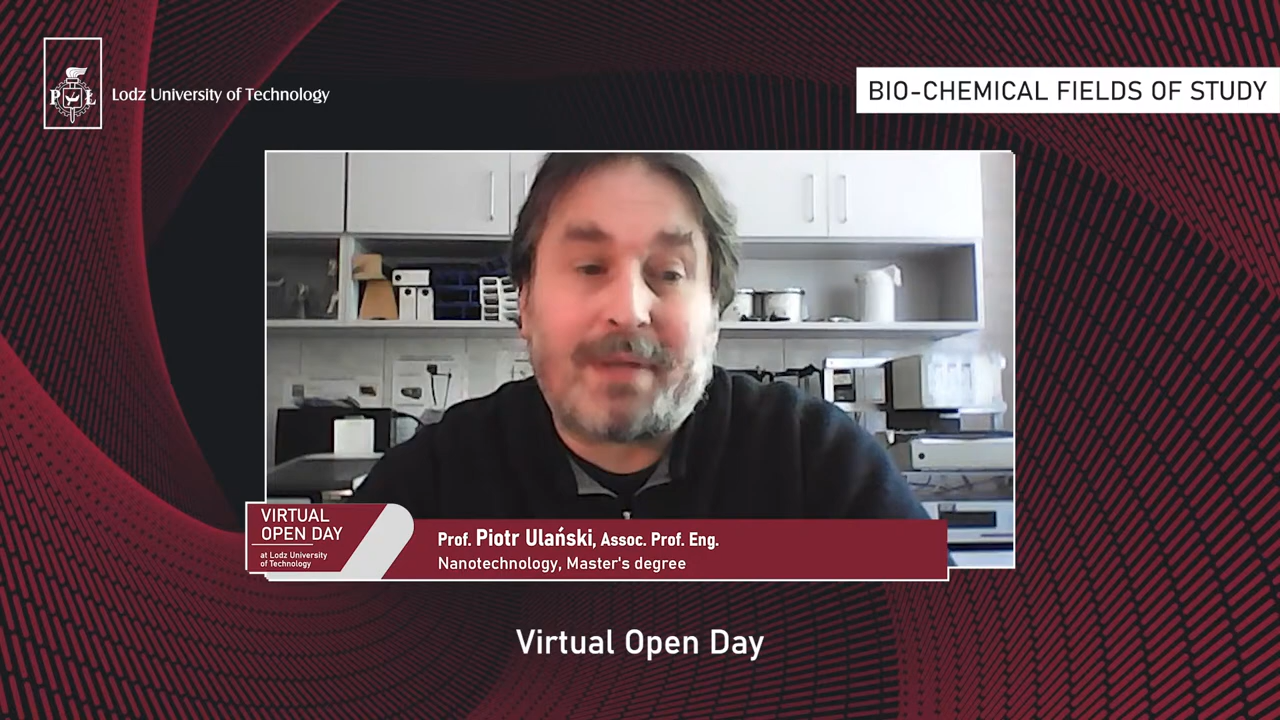 PŁ
Lodz University of Technology
BIO-CHEMICAL FIELDS OF STUDY
VIRTUAL
OPEN DAY
at Lodz University
of Technology
Prof. Piotr Ulański, Assoc. Prof. Eng.
Nanotechnology, Master's degree
Virtual Open Day